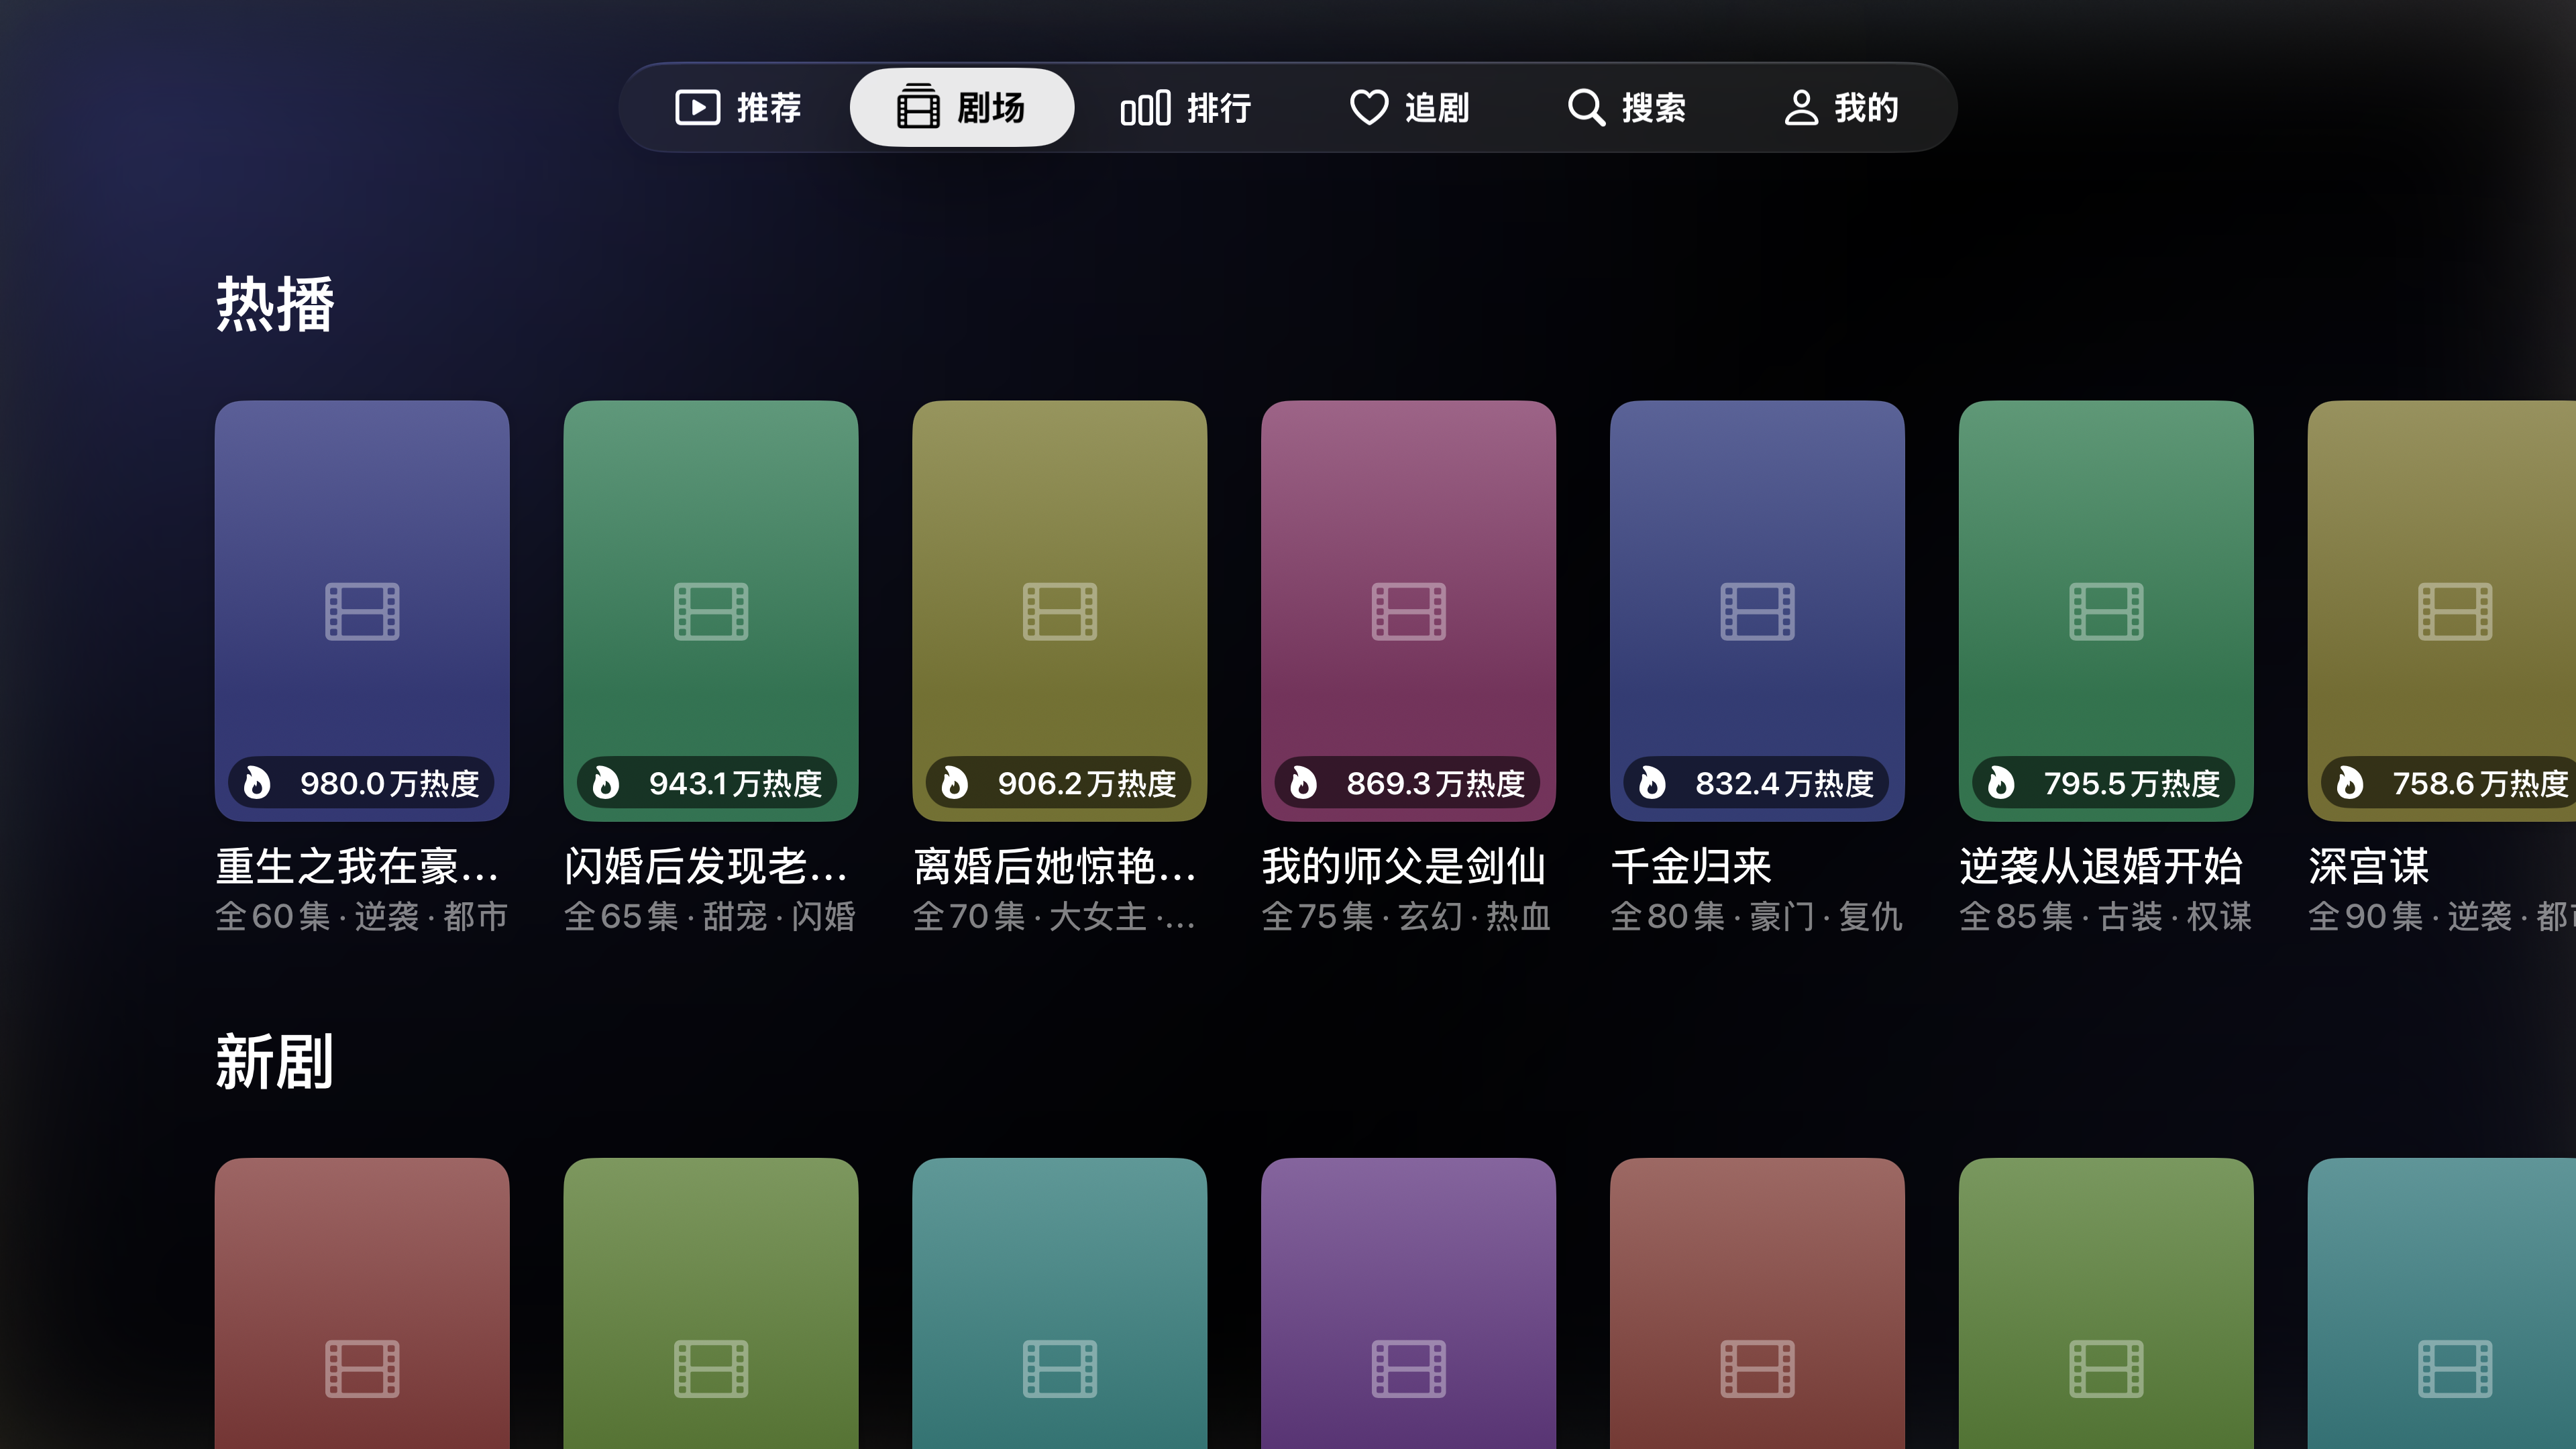 推荐 剧场 排行 追剧 搜索 我的
热播
980.0万热度 943.1万热度 906.2万热度 869.3万热度 832.4万热度 795.5万热度 758.6万热度
重生之我在豪... 闪婚后发现老... 离婚后她惊艳... 我的师父是剑仙 千金归来 逆袭从退婚开始 深宫谋
全60集·逆袭·都市 全65集·甜宠·闪婚 全70集·大女主·... 全75集·玄幻·热血 全80集·豪门·复仇 全85集·古装·权谋 全90集·逆袭·都
新剧